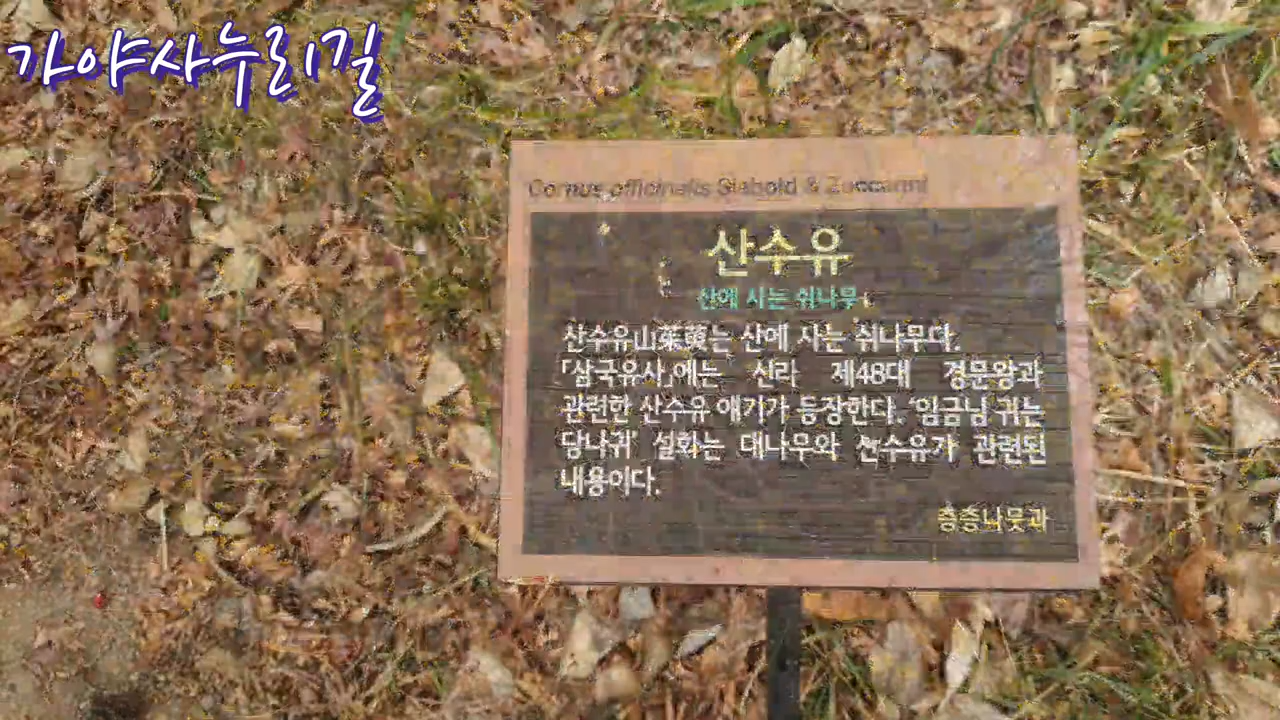 가야사누리길
Cornus officinalis Siebold & Zuccarini
산수유
산에 사는 쉬나무
산수유山茱萸는 산에 사는 쉬나무다.
「삼국유사」에는 신라 제48대 경문왕과
관련한 산수유 얘기가 등장한다. '임금님 귀는
당나귀' 설화는 대나무와 산수유가 관련된
내용이다.
층층나뭇과